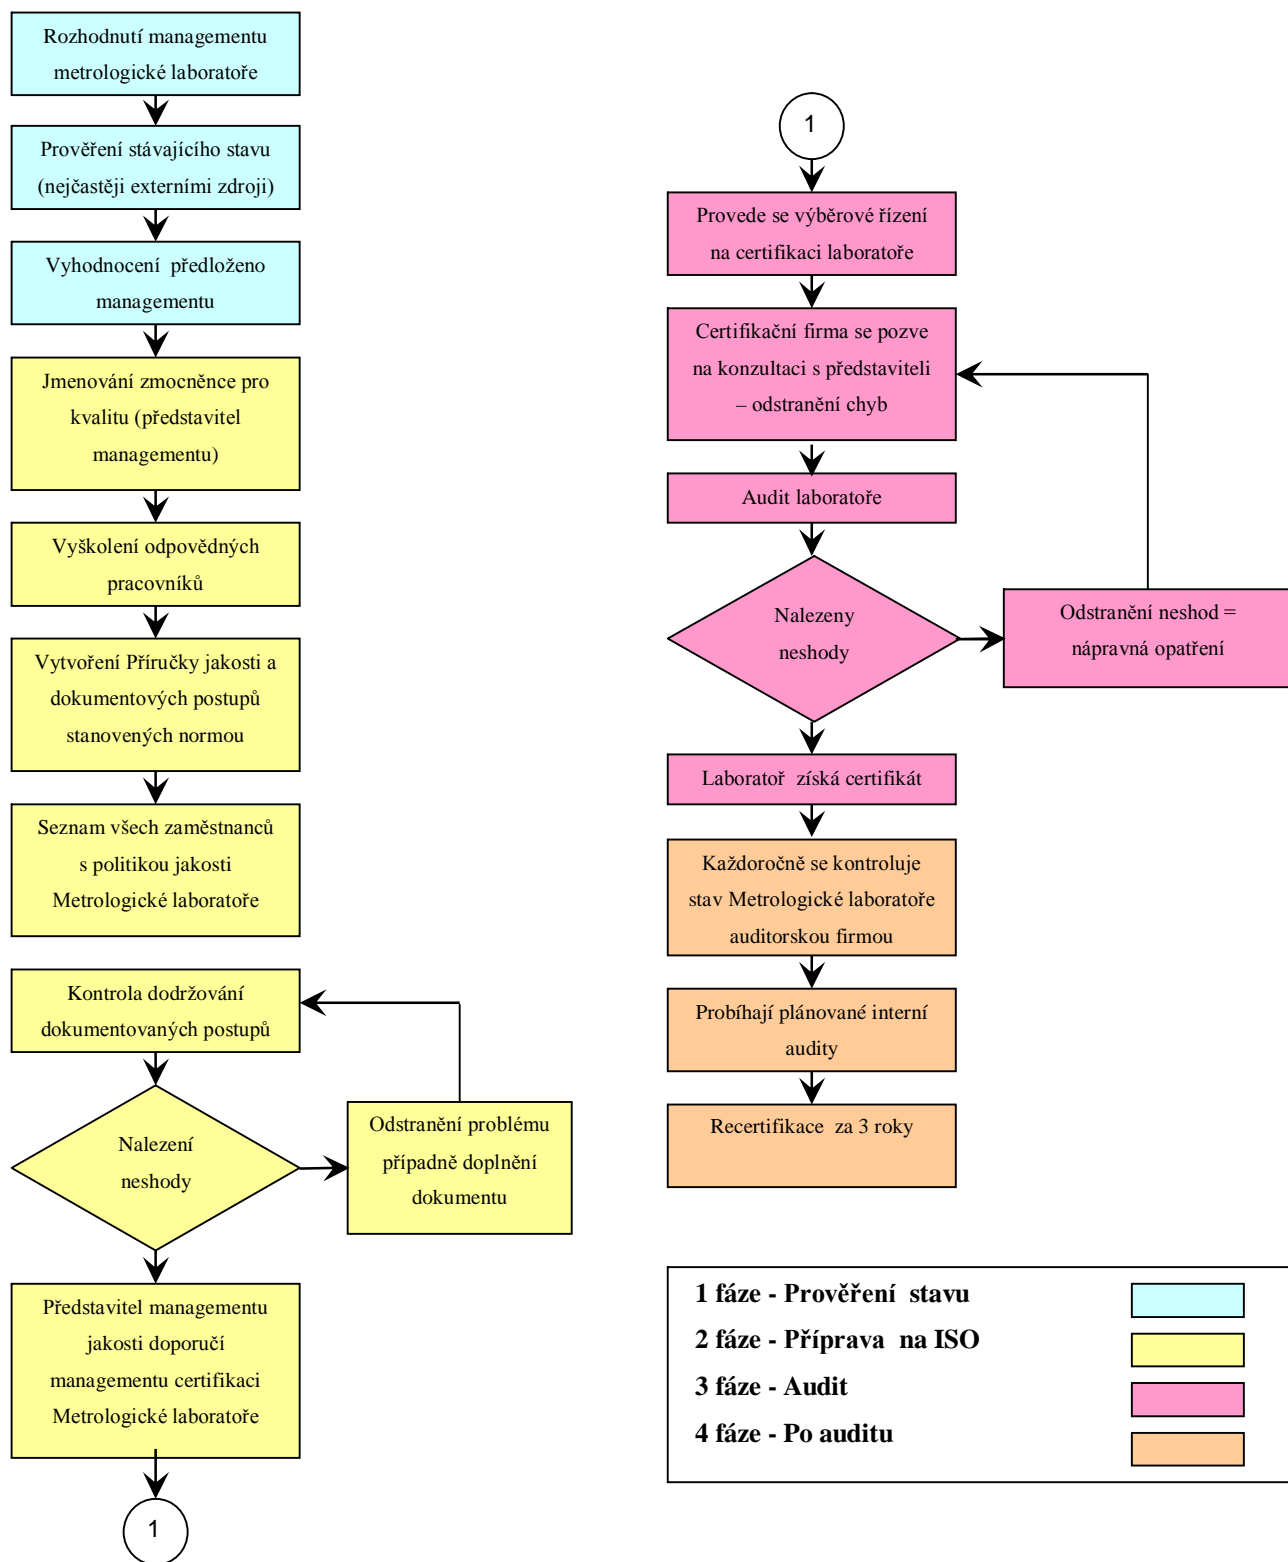 Rozhodnutí managementu
metrologické laboratoře
Prověření stávajícího stavu
(nejčastěji externími zdroji)
Vyhodnocení předloženo
managementu
Jmenování zmocněnce pro
kvalitu (představitel
managementu)
Vyškolení odpovědných
pracovníků
Vytvoření Příručky jakosti a
dokumentových postupů
stanovených normou
Seznam všech zaměstnanců
s politikou jakosti
Metrologické laboratoře
Kontrola dodržování
dokumentovaných postupů
Nalezení
neshody
Odstranění problému
případně doplnění
dokumentu
Představitel managementu
jakosti doporučí
managementu certifikaci
Metrologické laboratoře
1
1
Provede se výběrové řízení
na certifikaci laboratoře
Certifikační firma se pozve
na konzultaci s představiteli
– odstranění chyb
Audit laboratoře
Nalezeny
neshody
Odstranění neshod =
nápravná opatření
Laboratoř získá certifikát
Každoročně se kontroluje
stav Metrologické laboratoře
auditorskou firmou
Probíhají plánované interní
audity
Recertifikace za 3 roky
1 fáze - Prověření stavu
2 fáze - Příprava na ISO
3 fáze - Audit
4 fáze - Po auditu